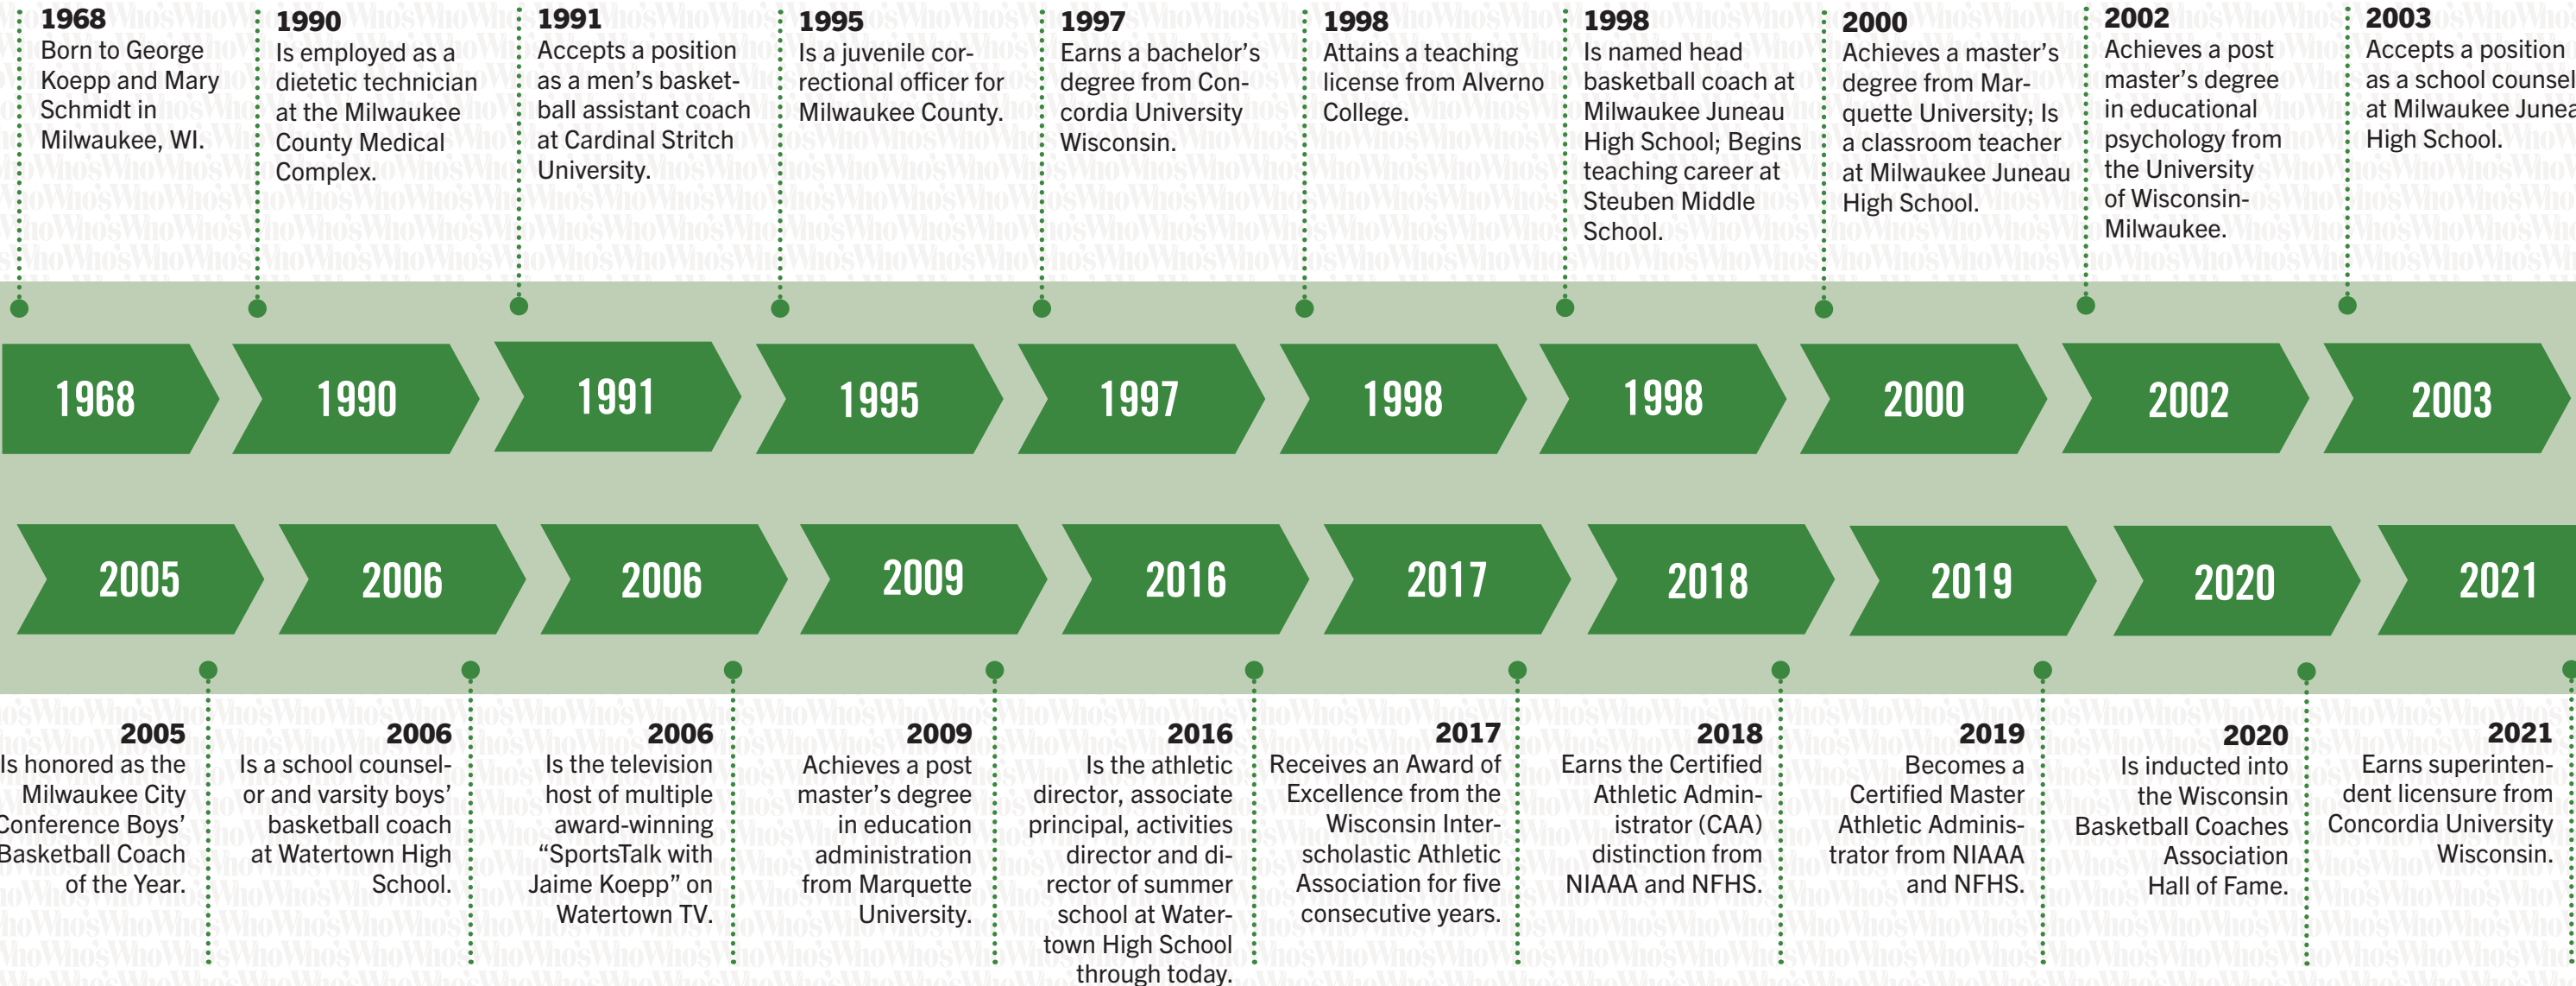 1968
Born to George
Koepp and Mary
Schmidt in
Milwaukee, WI.
1990
Is employed as a
dietetic technician
at the Milwaukee
County Medical
Complex.
1991
Accepts a position
as a men's basket-
ball assistant coach
at Cardinal Stritch
University.
1995
Is a juvenile cor-
rectional officer for
Milwaukee County.
1997
Earns a bachelor's
degree from Con-
cordia University
Wisconsin.
1998
Attains a teaching
license from Alverno
College.
1998
Is named head
basketball coach at
Milwaukee Juneau
High School; Begins
teaching career at
Steuben Middle
School.
2000
Achieves a master's
degree from Mar-
quette University; Is
a classroom teacher
at Milwaukee Juneau
High School.
2002
Achieves a post
master's degree
in educational
psychology from
the University
of Wisconsin-
Milwaukee.
2003
Accepts a position
as a school counsel
at Milwaukee Junea
High School.
1968 1990 1991 1995 1997 1998 1998 2000 2002 2003
2005 2006 2006 2009 2016 2017 2018 2019 2020 2021
2005
Is honored as the
Milwaukee City
Conference Boys'
Basketball Coach
of the Year.
2006
Is a school counsel-
or and varsity boys'
basketball coach
at Watertown High
School.
2006
Is the television
host of multiple
award-winning
“SportsTalk with
Jaime Koepp” on
Watertown TV.
2009
Achieves a post
master's degree
in education
administration
from Marquette
University.
2016
Is the athletic
director, associate
principal, activities
director and di-
rector of summer
school at Water-
town High School
through today.
2017
Receives an Award of
Excellence from the
Wisconsin Inter-
scholastic Athletic
Association for five
consecutive years.
2018
Earns the Certified
Athletic Admin-
istrator (CAA)
distinction from
NIAAA and NFHS.
2019
Becomes a
Certified Master
Athletic Adminis-
trator from NIAAA
and NFHS.
2020
Is inducted into
the Wisconsin
Basketball Coaches
Association
Hall of Fame.
2021
Earns superinten-
dent licensure from
Concordia University
Wisconsin.